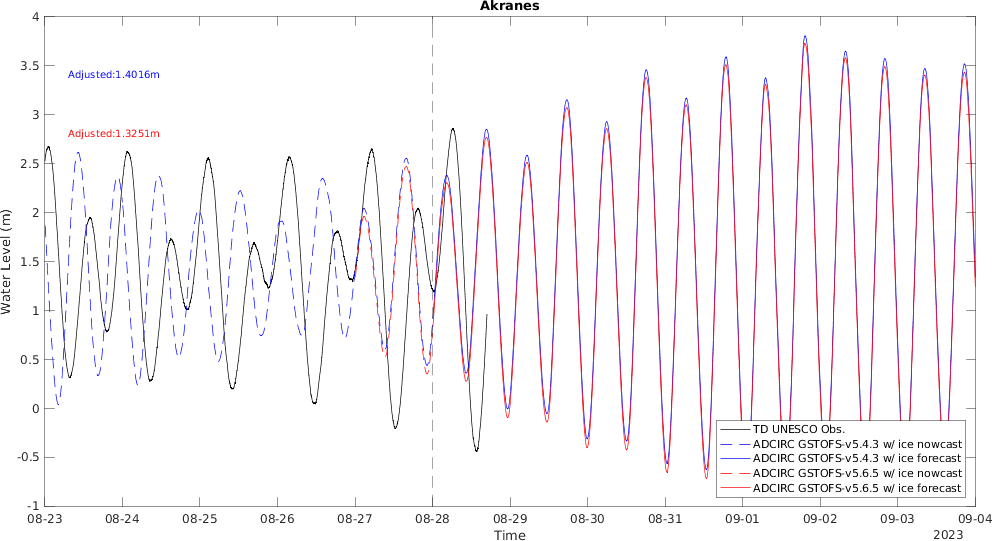 Akranes
4
3.5
3
2.5
2
1.5
1
0.5
0
-0.5
-1
Water Level (m)
Adjusted:1.4016m
Adjusted:1.3251m
TD UNESCO Obs.
ADCIRC GSTOFS-v5.4.3 w/ ice nowcast
ADCIRC GSTOFS-v5.4.3 w/ ice forecast
ADCIRC GSTOFS-v5.6.5 w/ ice nowcast
ADCIRC GSTOFS-v5.6.5 w/ ice forecast
08-23 08-24 08-25 08-26 08-27 08-28 08-29 08-30 08-31 09-01 09-02 09-03 09-04
Time
2023